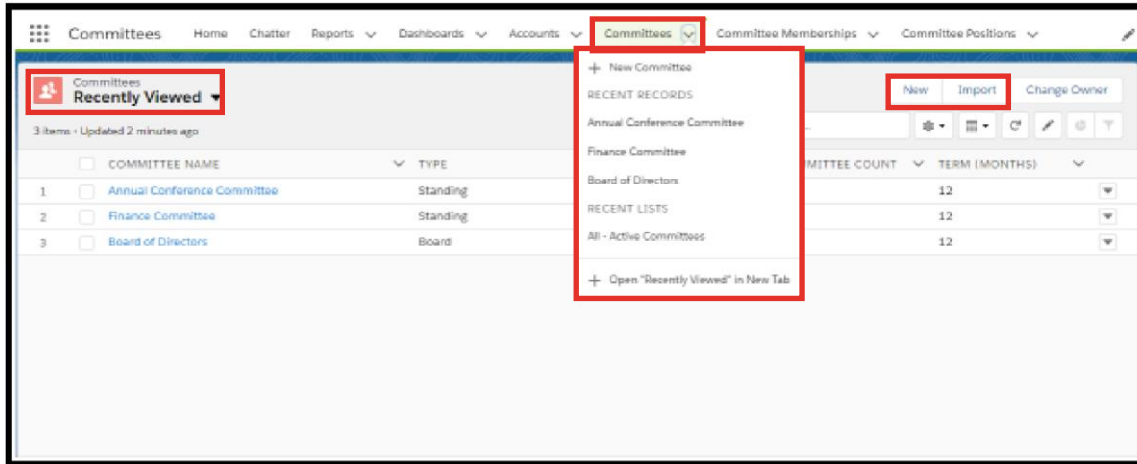 Committees Home Chatter Reports Dashboards Accounts Committees Committee Memberships Committee Positions
Committees
Recently Viewed
New Import Change Owner
3 items • Updated 2 minutes ago
COMMITTEE NAME TYPE MITTEE COUNT TERM (MONTHS)
1 Annual Conference Committee Standing 12
2 Finance Committee Standing 12
3 Board of Directors Board 12
+ New Committee
RECENT RECORDS
Annual Conference Committee
Finance Committee
Board of Directors
RECENT LISTS
All - Active Committees
+ Open "Recently Viewed" in New Tab